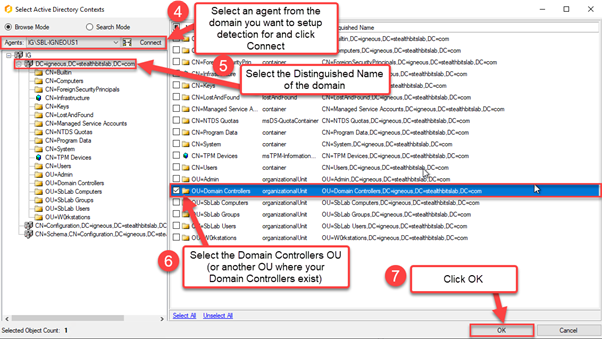 Select Active Directory Contexts
Browse Mode
Search Mode
Agents:
IG\SBL-IGNEOUS1
Connect
4
Select an agent from the
domain you want to setup
detection for and click
Connect
5
Select the Distinguished Name
of the domain
IG
DC=igneous,DC=stealthbitslab,DC=com
CN=Builtin
CN=Computers
CN=ForeignSecurityPrincipals
CN=Infrastructure
CN=Keys
CN=LostAndFound
CN=Managed Service Accounts
CN=NTDS Quotas
CN=Program Data
CN=System
CN=TPM Devices
CN=Users
OU=Admin
OU=Domain Controllers
OU=SbLab Computers
OU=SbLab Groups
OU=SbLab Users
OU=W0rkstations
CN=Configuration,DC=igneous,DC=stealthbitslab,D
CN=Schema,CN=Configuration,DC=igneous,DC=stea
Distinguished Name
CN=Builtin,DC=igneous,DC=stealthbitslab,DC=com
CN=Computers,DC=igneous,DC=stealthbitslab,DC=com
CN=ForeignSecurityPrin... container CN=ForeignSecurityPrincipals,DC=igneous,DC=stealthbitslab,DC=com
CN=LostAndFound lostAndFound CN=LostAndFound,DC=igneous,DC=stealthbitslab,DC=com
CN=Managed Service A... container CN=Managed Service Accounts,DC=igneous,DC=stealthbitslab,DC=com
CN=NTDS Quotas msDS-QuotaContainer CN=NTDS Quotas,DC=igneous,DC=stealthbitslab,DC=com
CN=Program Data container CN=Program Data,DC=igneous,DC=stealthbitslab,DC=com
CN=System container CN=System,DC=igneous,DC=stealthbitslab,DC=com
CN=TPM Devices msTPM-Information... CN=TPM Devices,DC=igneous,DC=stealthbitslab,DC=com
CN=Users container CN=Users,DC=igneous,DC=stealthbitslab,DC=com
OU=Admin organizationalUnit OU=Admin,DC=igneous,DC=stealthbitslab,DC=com
OU=Domain Controllers organizationalUnit OU=Domain Controllers,DC=igneous,DC=stealthbitslab,DC=com
OU=SbLab Computers organizationalUnit OU=SbLab Computers,DC=igneous,DC=stealthbitslab,DC=com
OU=SbLab Groups organizationalUnit OU=SbLab Groups,DC=igneous,DC=stealthbitslab,DC=com
OU=SbLab Users organizationalUnit OU=SbLab Users,DC=igneous,DC=stealthbitslab,DC=com
OU=W0rkstations organizationalUnit OU=W0rkstations,DC=igneous,DC=stealthbitslab,DC=com
6
Select the Domain Controllers OU
(or another OU where your
Domain Controllers exist)
7
Click OK
Select All
Unselect All
Selected Object Count: 1
OK
Cancel